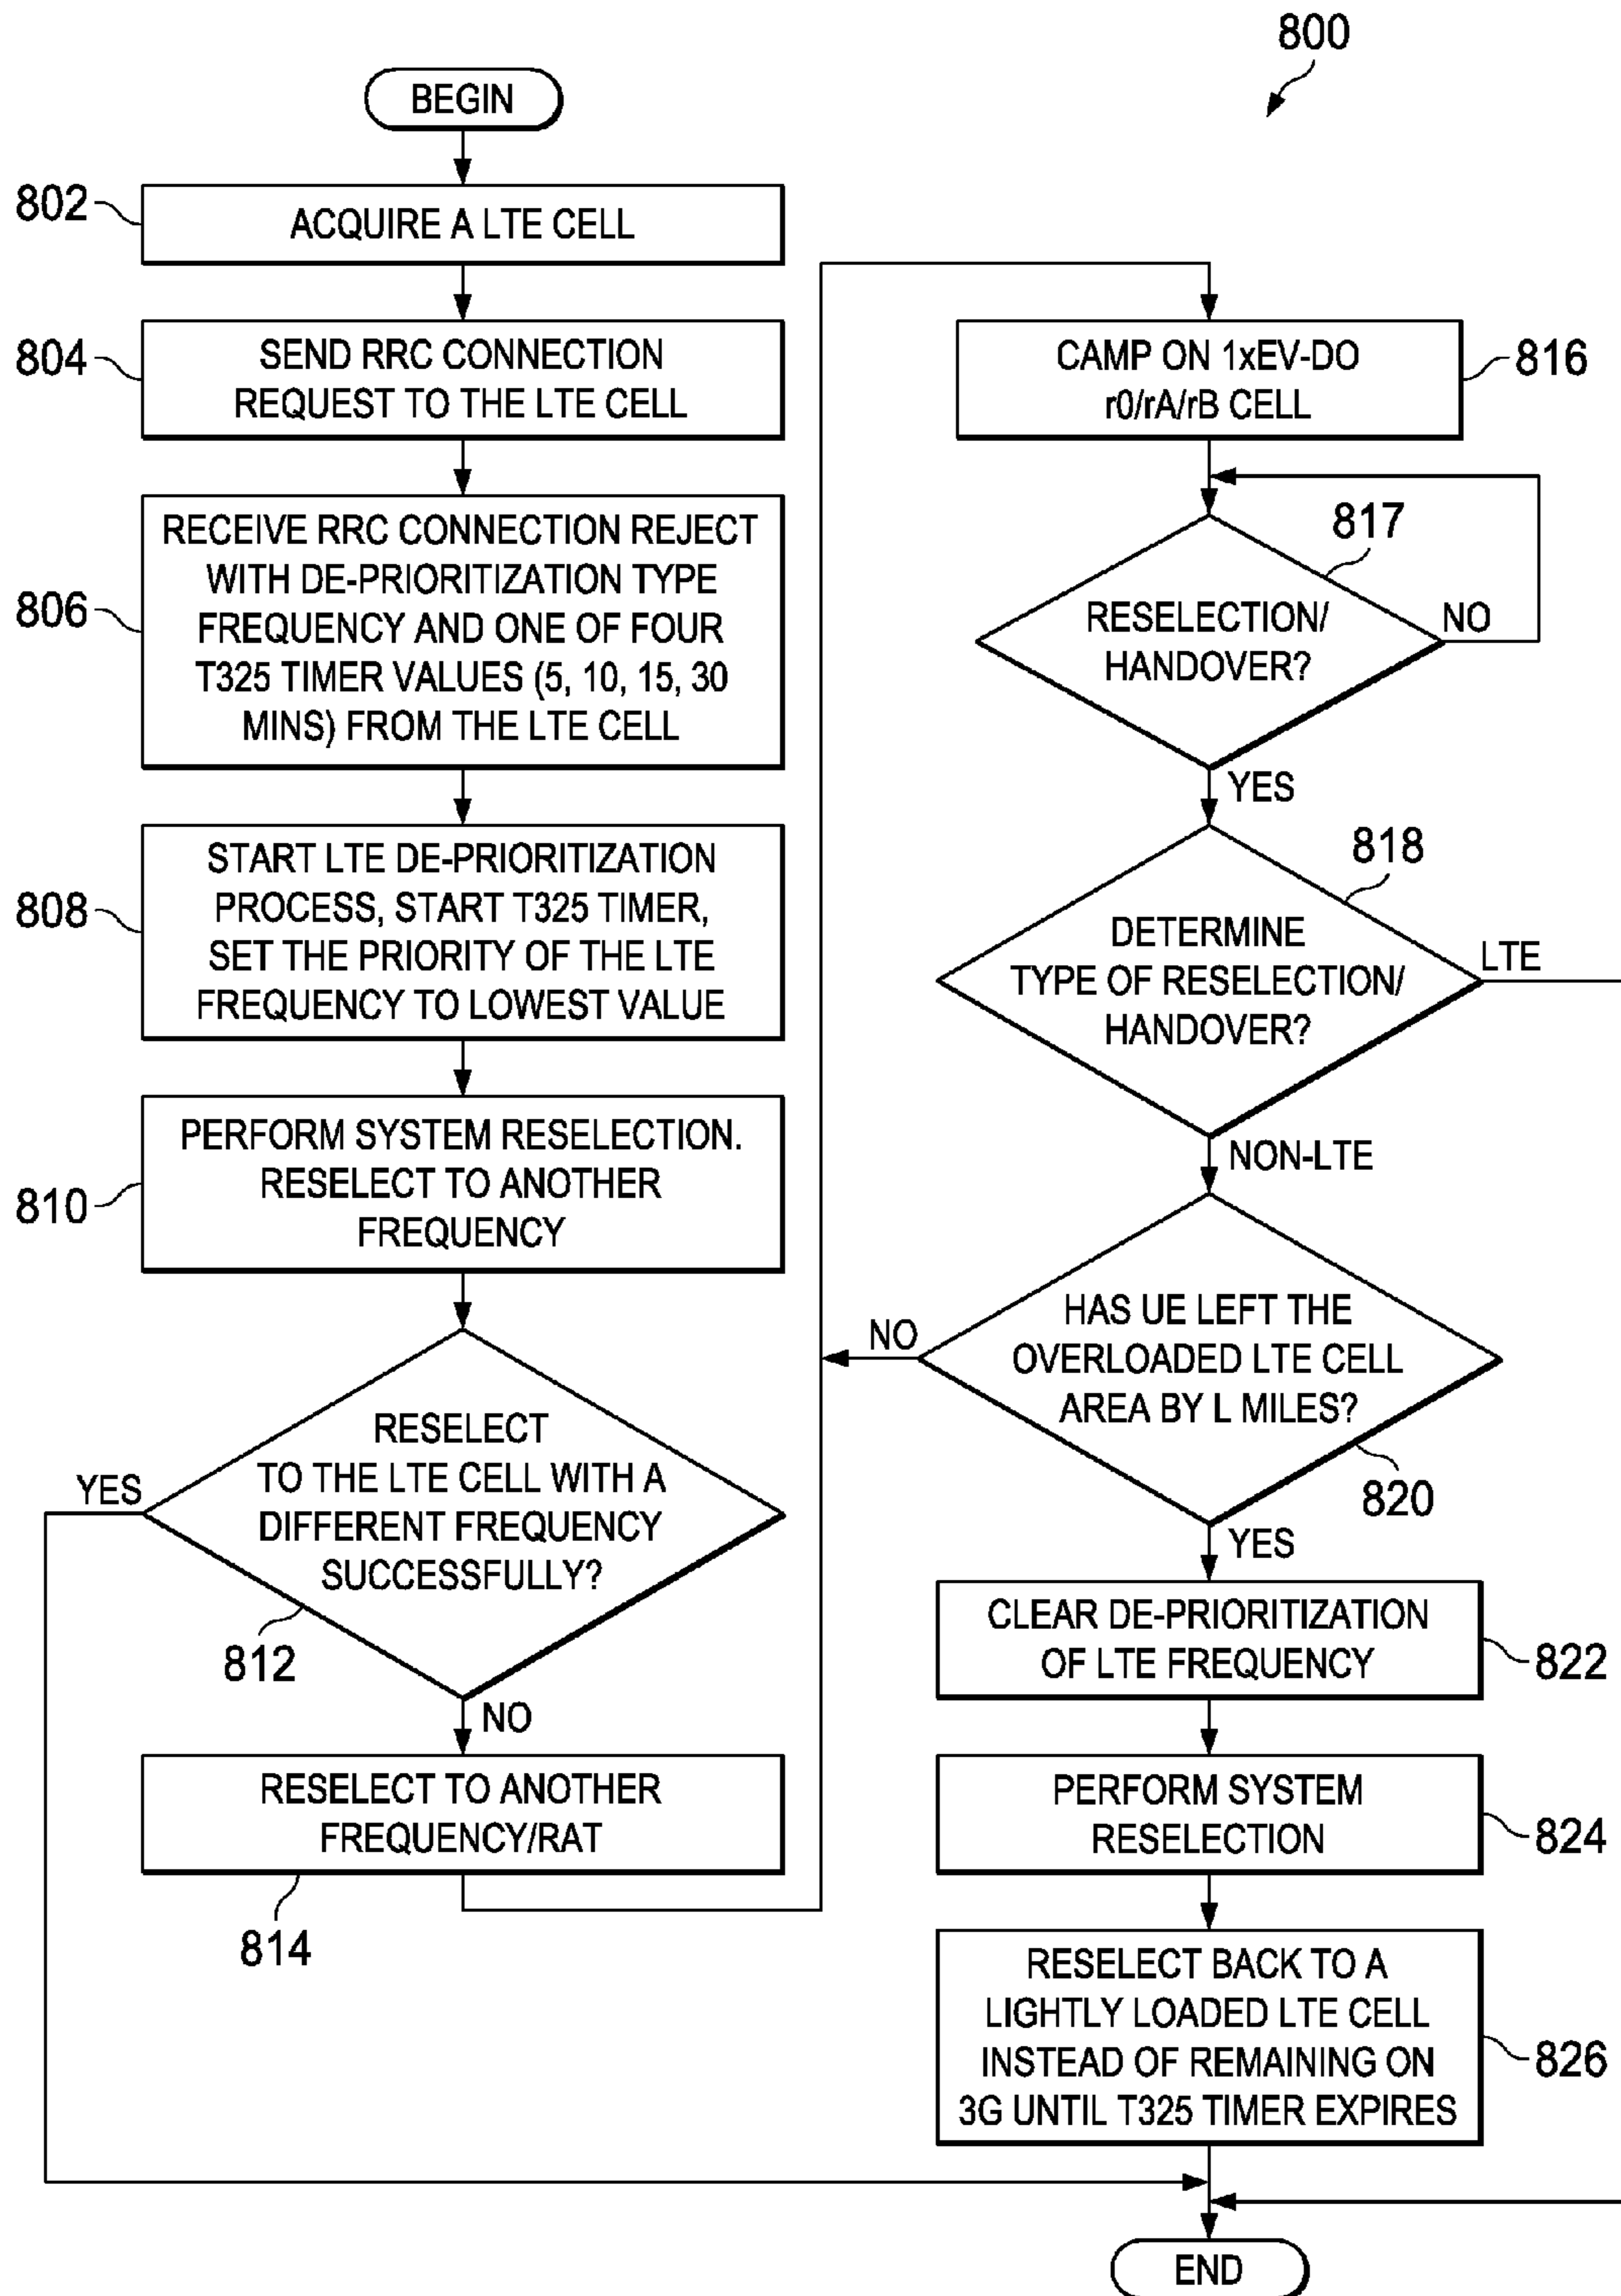 800
BEGIN
802
ACQUIRE A LTE CELL
804
SEND RRC CONNECTION
REQUEST TO THE LTE CELL
806
RECEIVE RRC CONNECTION REJECT
WITH DE-PRIORITIZATION TYPE
FREQUENCY AND ONE OF FOUR
T325 TIMER VALUES (5, 10, 15, 30
MINS) FROM THE LTE CELL
808
START LTE DE-PRIORITIZATION
PROCESS, START T325 TIMER,
SET THE PRIORITY OF THE LTE
FREQUENCY TO LOWEST VALUE
810
PERFORM SYSTEM RESELECTION.
RESELECT TO ANOTHER
FREQUENCY
RESELECT
TO THE LTE CELL WITH A
DIFFERENT FREQUENCY
SUCCESSFULLY?
YES
812
NO
RESELECT TO ANOTHER
FREQUENCY/RAT
814
CAMP ON 1xEV-DO
r0/rA/rB CELL
816
817
RESELECTION/
HANDOVER?
NO
YES
818
DETERMINE
TYPE OF RESELECTION/
HANDOVER?
LTE
NON-LTE
HAS UE LEFT THE
OVERLOADED LTE CELL
AREA BY L MILES?
NO
820
YES
CLEAR DE-PRIORITIZATION
OF LTE FREQUENCY
822
PERFORM SYSTEM
RESELECTION
824
RESELECT BACK TO A
LIGHTLY LOADED LTE CELL
INSTEAD OF REMAINING ON
3G UNTIL T325 TIMER EXPIRES
826
END